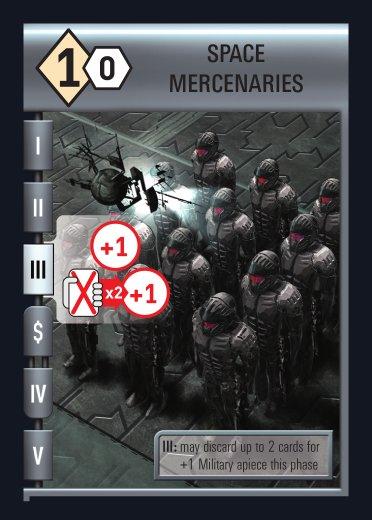 1 0
SPACE
MERCENARIES
I
II
III
+1
x2 +1
$
IV
V
III: may discard up to 2 cards for
+1 Military apiece this phase